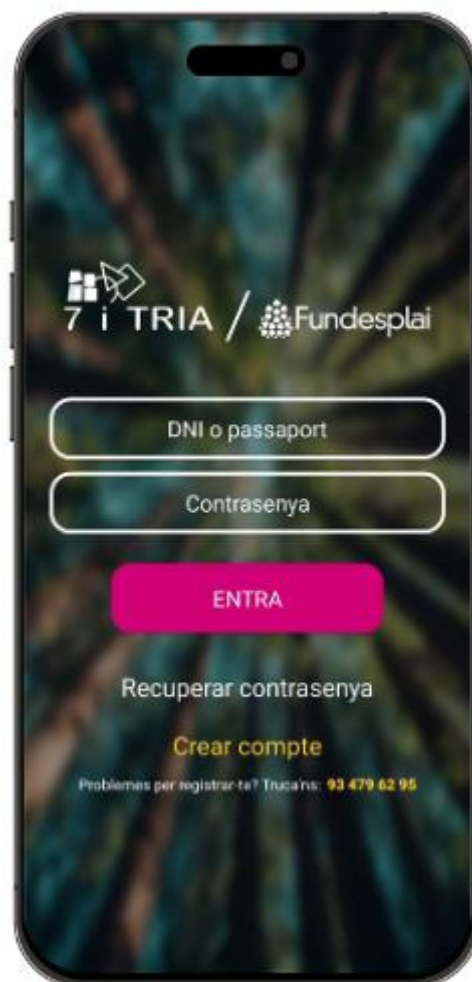 7 i TRIA / Fundesplai
DNI o passaport
Contrasenya
ENTRA
Recuperar contrasenya
Crear compte
Problemes per registrar-te? Truca'ns: 93 479 62 95